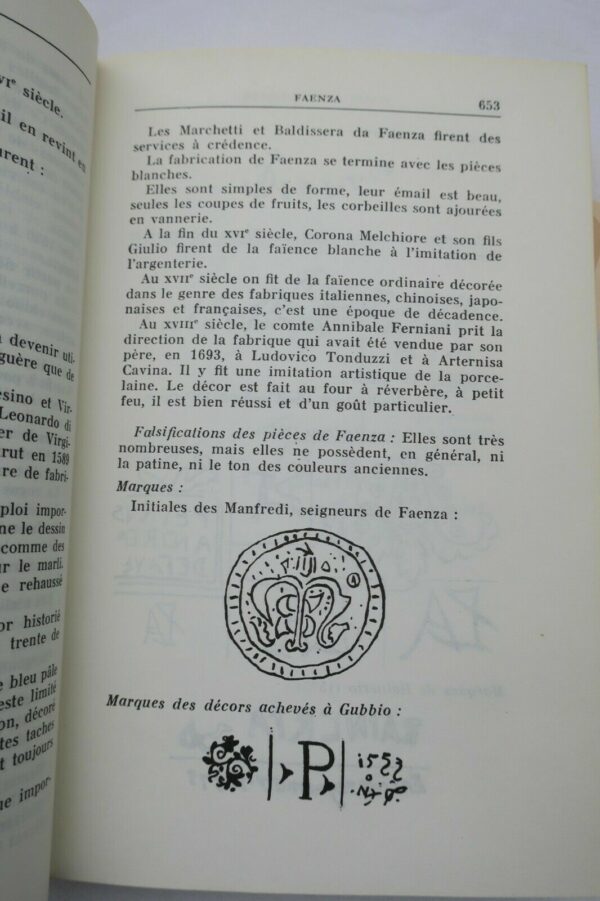 VIᵉ siècle.
il en revint en
urent :
devenir uti-
guère que de
sino et Vir-
Leonardo di
er de Virgi-
rut en 1589
re de fabri-
ploi impor-
ne le dessin
comme des
ur le marli.
e rehaussé
or historié
trente de
e bleu pâle
este limité
on, décoré
tes taches
t toujours
ne impor-
FAENZA
653
Les Marchetti et Baldissera da Faenza firent des
services à crédence.
La fabrication de Faenza se termine avec les pièces
blanches.
Elles sont simples de forme, leur émail est beau,
seules les coupes de fruits, les corbeilles sont ajourées
en vannerie.
A la fin du XVIᵉ siècle, Corona Melchiore et son fils
Giulio firent de la faïence blanche à l'imitation de
l'argenterie.
Au XVIIᵉ siècle on fit de la faïence ordinaire décorée
dans le genre des fabriques italiennes, chinoises, japo-
naises et françaises, c'est une époque de décadence.
Au XVIIIᵉ siècle, le comte Annibale Ferniani prit la
direction de la fabrique qui avait été vendue par son
père, en 1693, à Ludovico Tonduzzi et à Arternisa
Cavina. Il y fit une imitation artistique de la porce-
laine. Le décor est fait au four à réverbère, à petit
feu, il est bien réussi et d'un goût particulier.
Falsifications des pièces de Faenza : Elles sont très
nombreuses, mais elles ne possèdent, en général, ni
la patine, ni le ton des couleurs anciennes.
Marques :
Initiales des Manfredi, seigneurs de Faenza :
Marques des décors achevés à Gubbio :
P